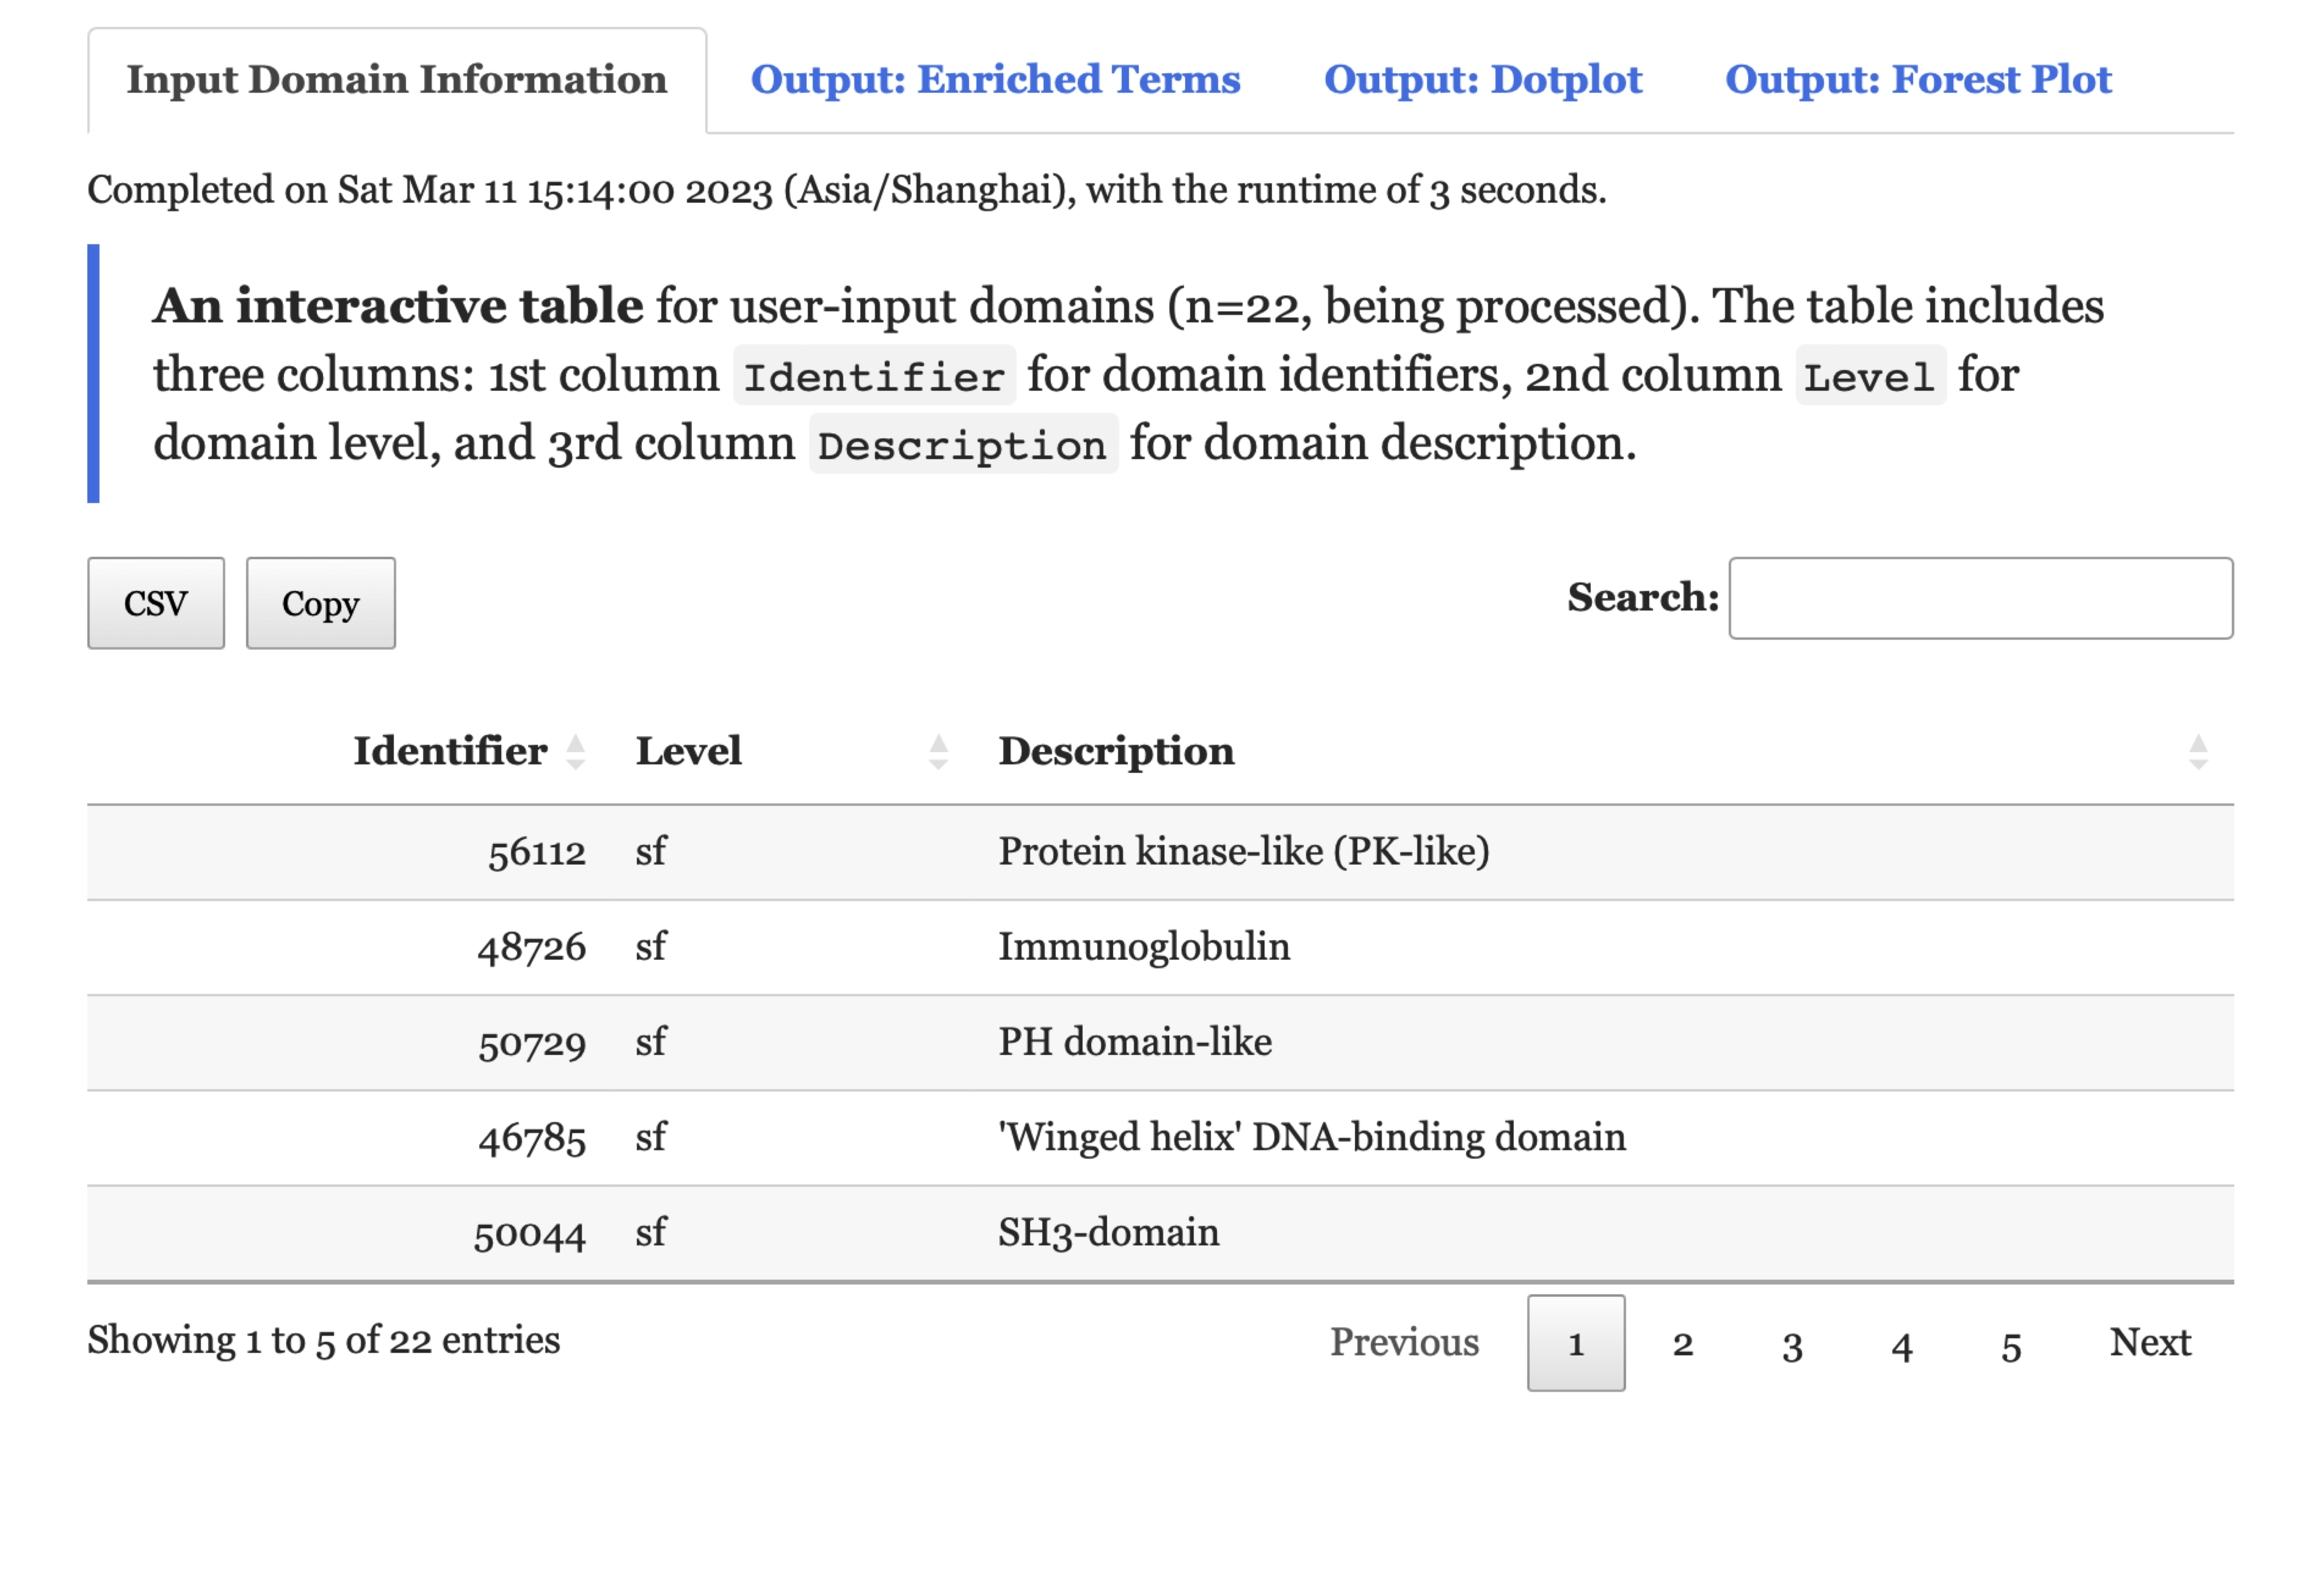 Input Domain Information Output: Enriched Terms Output: Dotplot Output: Forest Plot
Completed on Sat Mar 11 15:14:00 2023 (Asia/Shanghai), with the runtime of 3 seconds.
An interactive table for user-input domains (n=22, being processed). The table includes
three columns: 1st column Identifier for domain identifiers, 2nd column Level for
domain level, and 3rd column Description for domain description.
CSV Copy Search:
Identifier Level Description
56112 sf Protein kinase-like (PK-like)
48726 sf Immunoglobulin
50729 sf PH domain-like
46785 sf 'Winged helix' DNA-binding domain
50044 sf SH3-domain
Showing 1 to 5 of 22 entries Previous 1 2 3 4 5 Next